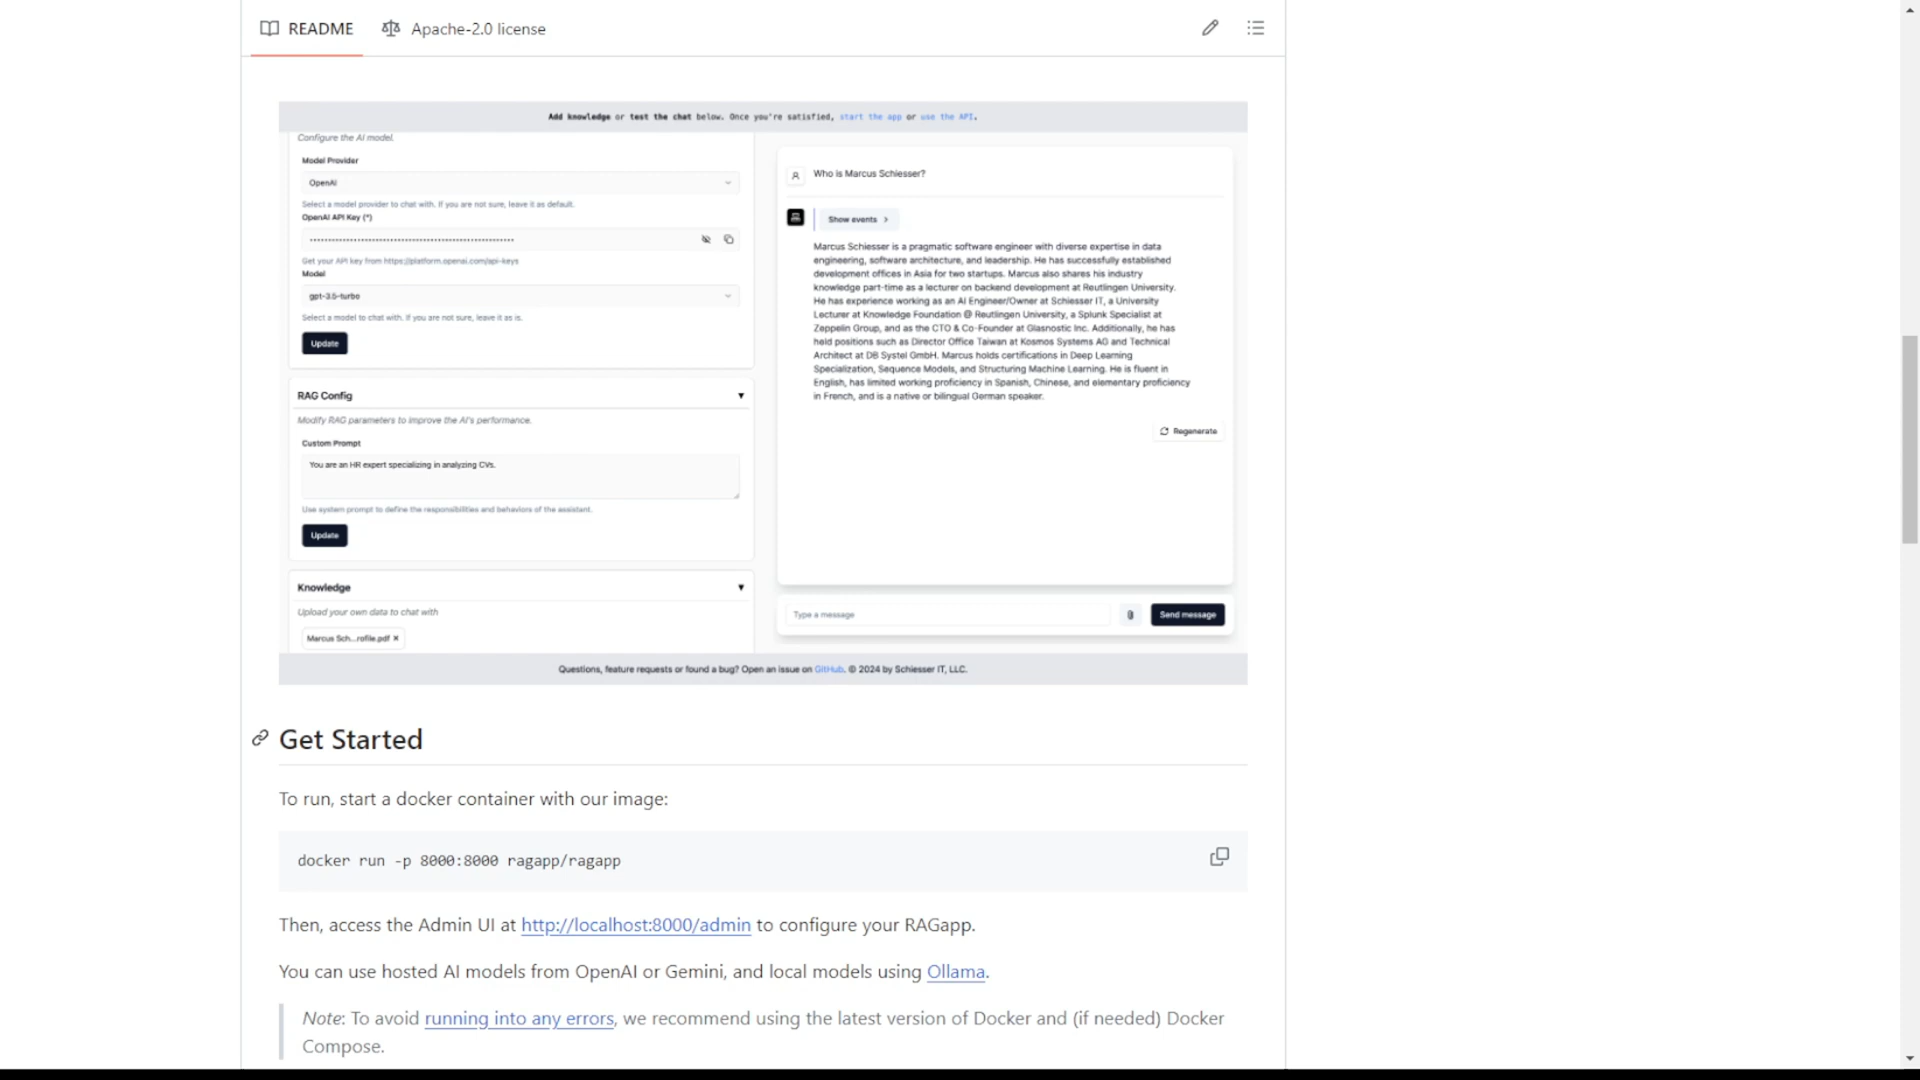 README
Apache-2.0 license
Add knowledge or test the chat below. Once you're satisfied, start the app or use the API.
Configure the AI model.
Model Provider
OpenAI
Select a model provider to chat with. If you are not sure, leave it as default.
OpenAI API Key (*)
Get your API key from https://platform.openai.com/api-keys
Model
gpt-3.5-turbo
Select a model to chat with. If you are not sure, leave it as is.
Update
RAG Config
Modify RAG parameters to improve the AI's performance.
Custom Prompt
You are an HR expert specializing in analyzing CVs.
Use system prompt to define the responsibilities and behaviors of the assistant.
Update
Knowledge
Upload your own data to chat with
Marcus Sch...rofile.pdf
Who is Marcus Schiesser?
Show events
Marcus Schiesser is a pragmatic software engineer with diverse expertise in data
engineering, software architecture, and leadership. He has successfully established
development offices in Asia for two startups. Marcus also shares his industry
knowledge part-time as a lecturer on backend development at Reutlingen University.
He has experience working as an AI Engineer/Owner at Schiesser IT, a University
Lecturer at Knowledge Foundation @ Reutlingen University, a Splunk Specialist at
Zeppelin Group, and as the CTO & Co-Founder at Glasnostic Inc. Additionally, he has
held positions such as Director Office Taiwan at Kosmos Systems AG and Technical
Architect at DB Systel GmbH. Marcus holds certifications in Deep Learning
Specialization, Sequence Models, and Structuring Machine Learning. He is fluent in
English, has limited working proficiency in Spanish, Chinese, and elementary proficiency
in French, and is a native or bilingual German speaker.
Regenerate
Type a message
Send message
Questions, feature requests or found a bug? Open an issue on GitHub. © 2024 by Schiesser IT, LLC.
Get Started
To run, start a docker container with our image:
docker run -p 8000:8000 ragapp/ragapp
Then, access the Admin UI at http://localhost:8000/admin to configure your RAGapp.
You can use hosted AI models from OpenAI or Gemini, and local models using Ollama.
Note: To avoid running into any errors, we recommend using the latest version of Docker and (if needed) Docker
Compose.